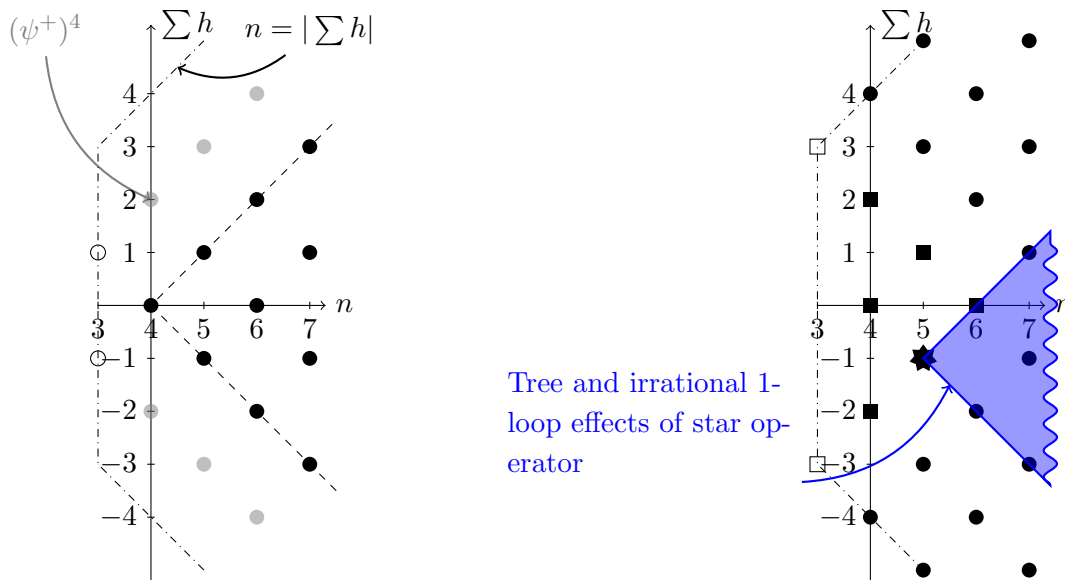 (ψ⁺)⁴
∑ h
n = | ∑ h|
4
3
2
1
3 4 5 6 7 n
−1
−2
−3
−4
∑ h
4
3
2
1
3 4 5 6 7
−1
−2
−3
−4
Tree and irrational 1-
loop effects of star op-
erator